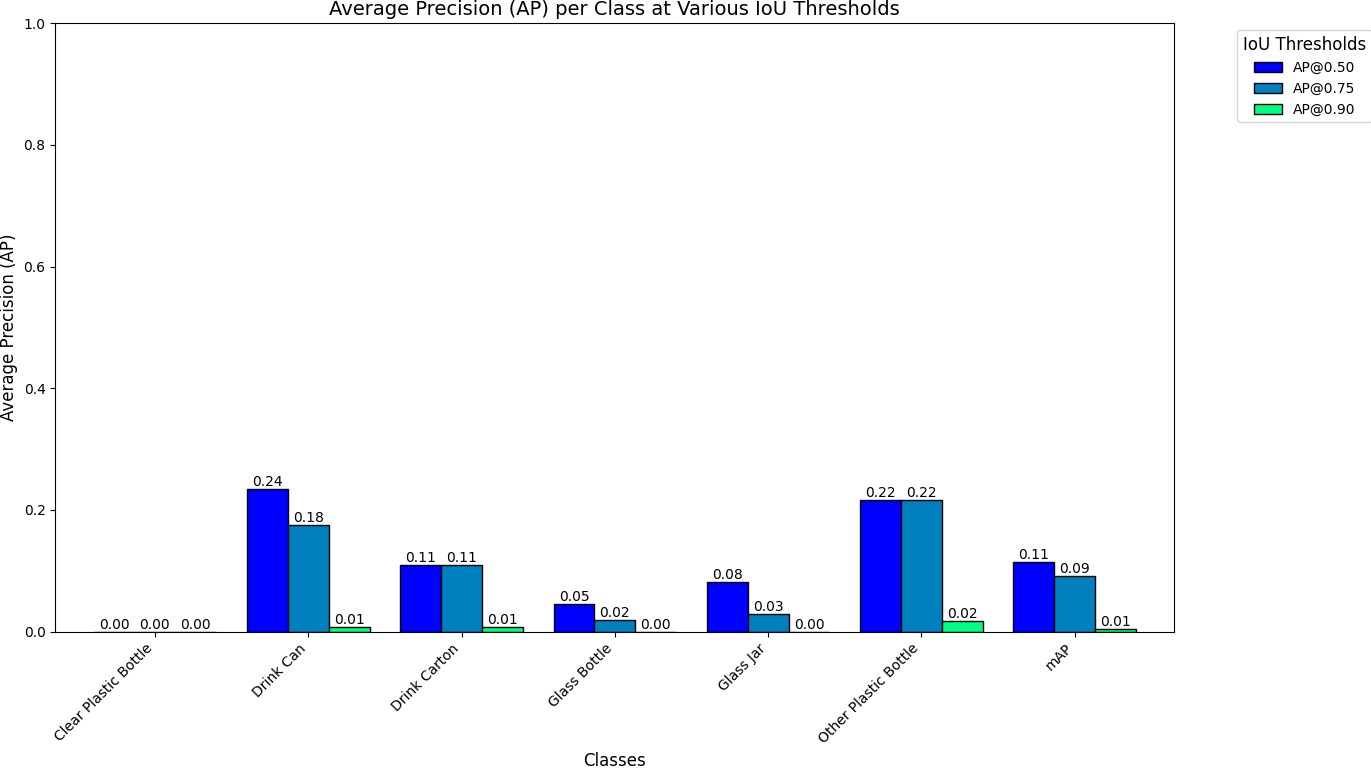 Average Precision (AP) per Class at Various IoU Thresholds
IoU Thresholds
AP@0.50
AP@0.75
AP@0.90
Average Precision (AP)
1.0
0.8
0.6
0.4
0.2
0.0
0.00 0.00 0.00
0.24 0.18 0.01
0.11 0.11 0.01
0.05 0.02 0.00
0.08 0.03 0.00
0.22 0.22 0.02
0.11 0.09 0.01
Clear Plastic Bottle
Drink Can
Drink Carton
Glass Bottle
Glass Jar
Other Plastic Bottle
mAP
Classes